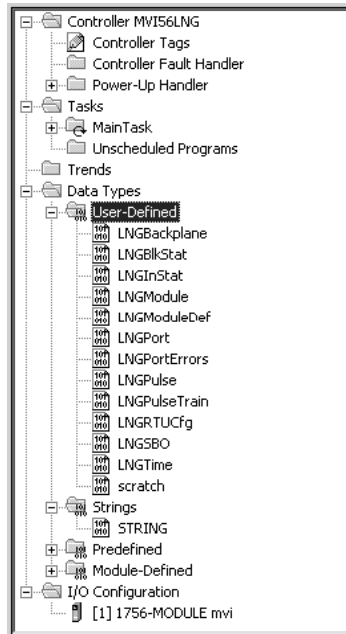 Controller MVI56LNG
Controller Tags
Controller Fault Handler
Power-Up Handler
Tasks
MainTask
Unscheduled Programs
Trends
Data Types
User-Defined
LNGBackplane
LNGBlkStat
LNGInStat
LNGModule
LNGModuleDef
LNGPort
LNGPortErrors
LNGPulse
LNGPulseTrain
LNGRTUCfg
LNGSBO
LNGTime
scratch
Strings
STRING
Predefined
Module-Defined
I/O Configuration
[1] 1756-MODULE mvi